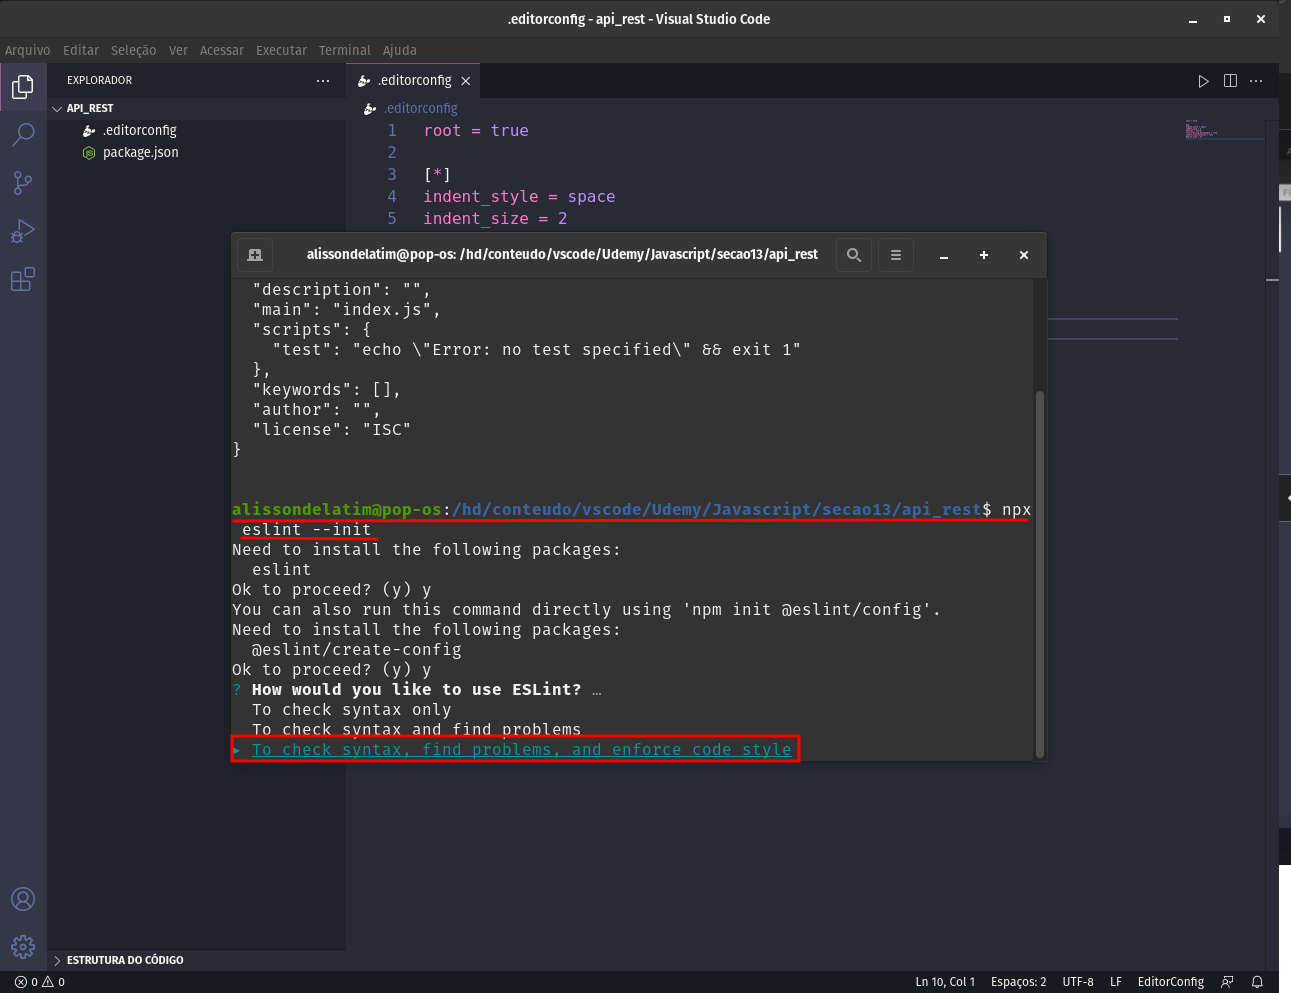 .editorconfig - api_rest - Visual Studio Code
Arquivo Editar Seleção Ver Acessar Executar Terminal Ajuda
EXPLORADOR
.editorconfig
API_REST
.editorconfig
.editorconfig
package.json
1 root = true
2
3 [*]
4 indent_style = space
5 indent_size = 2
alissondelatim@pop-os: /hd/conteudo/vscode/Udemy/Javascript/secao13/api_rest
"description": "",
"main": "index.js",
"scripts": {
"test": "echo \"Error: no test specified\" && exit 1"
},
"keywords": [],
"author": "",
"license": "ISC"
}
alissondelatim@pop-os:/hd/conteudo/vscode/Udemy/Javascript/secao13/api_rest$ npx
eslint --init
Need to install the following packages:
eslint
Ok to proceed? (y) y
You can also run this command directly using 'npm init @eslint/config'.
Need to install the following packages:
@eslint/create-config
Ok to proceed? (y) y
? How would you like to use ESLint? …
To check syntax only
To check syntax and find problems
▸ To check syntax, find problems, and enforce code style
ESTRUTURA DO CÓDIGO
0 0 Ln 10, Col 1 Espaços: 2 UTF-8 LF EditorConfig